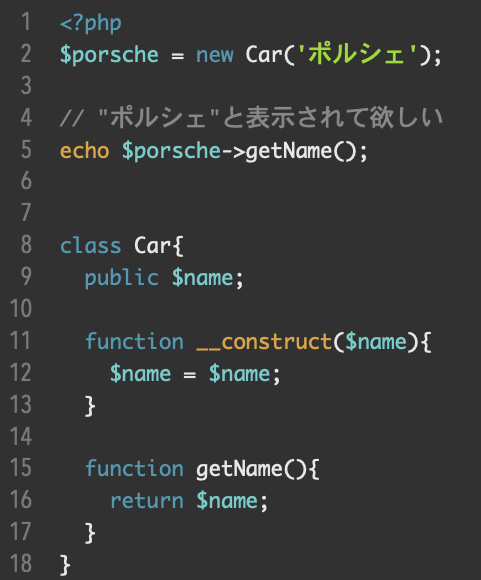 1 <?php
2 $porsche = new Car('ポルシェ');
3
4 // "ポルシェ"と表示されて欲しい
5 echo $porsche->getName();
6
7
8 class Car{
9   public $name;
10
11   function __construct($name){
12     $name = $name;
13   }
14
15   function getName(){
16     return $name;
17   }
18 }